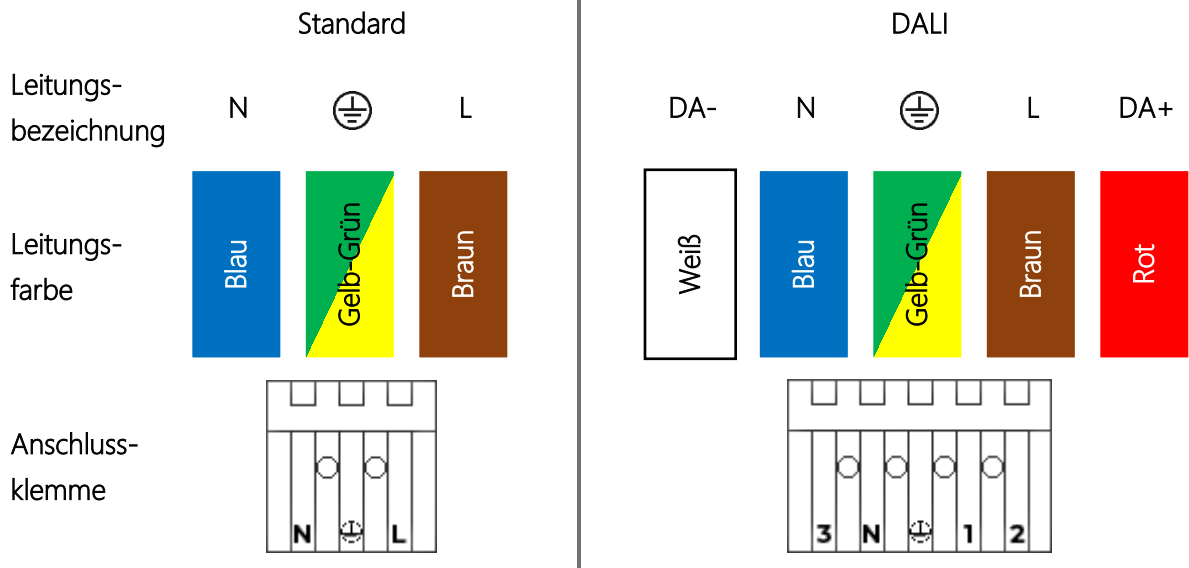 Standard
DALI
Leitungs-
bezeichnung
N
L
DA-
N
L
DA+
Leitungs-
farbe
Blau
Gelb-Grün
Braun
Weiß
Blau
Gelb-Grün
Braun
Rot
Anschluss-
klemme
N
L
3
N
1
2